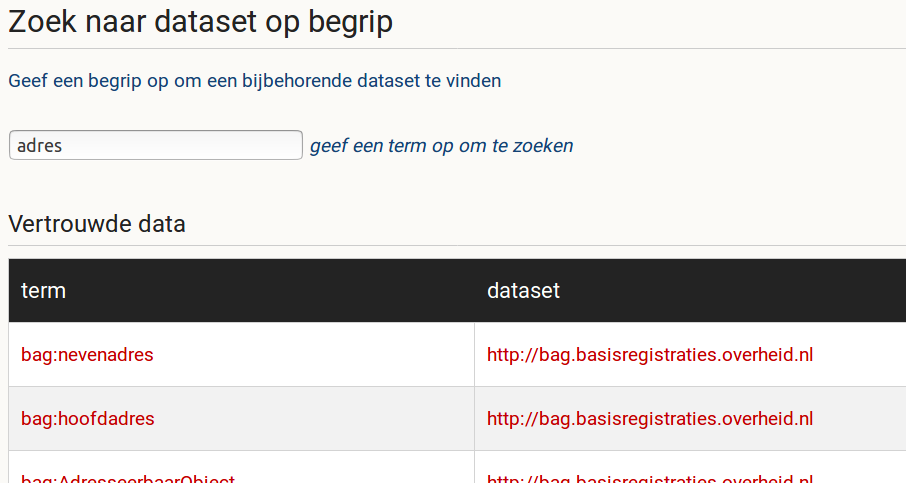 Zoek naar dataset op begrip
Geef een begrip op om een bijbehorende dataset te vinden
adres geef een term op om te zoeken
Vertrouwde data
term dataset
bag:nevenadres http://bag.basisregistraties.overheid.nl
bag:hoofdadres http://bag.basisregistraties.overheid.nl
bag:AdresseerbaarObject http://bag.basisregistraties.overheid.nl